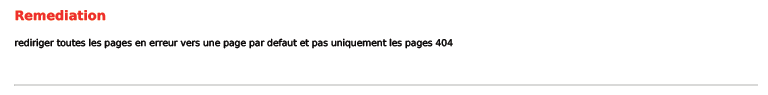 Remediation
rediriger toutes les pages en erreur vers une page par defaut et pas uniquement les pages 404